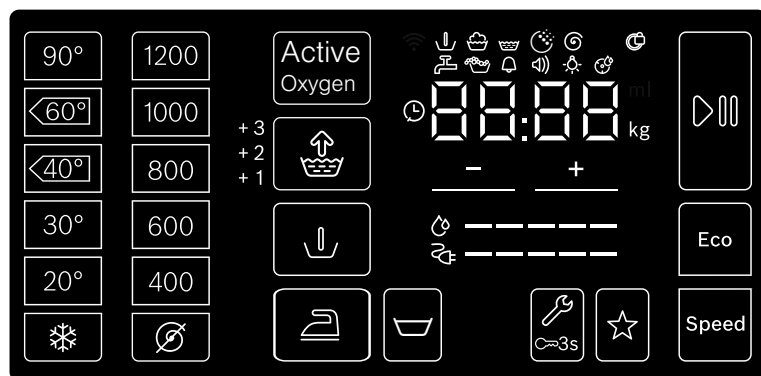 90° 1200
60° 1000
40° 800
30° 600
20° 400
Active
Oxygen
+ 3
+ 2
+ 1
88:88
ml
kg
− +
3s
Eco
Speed